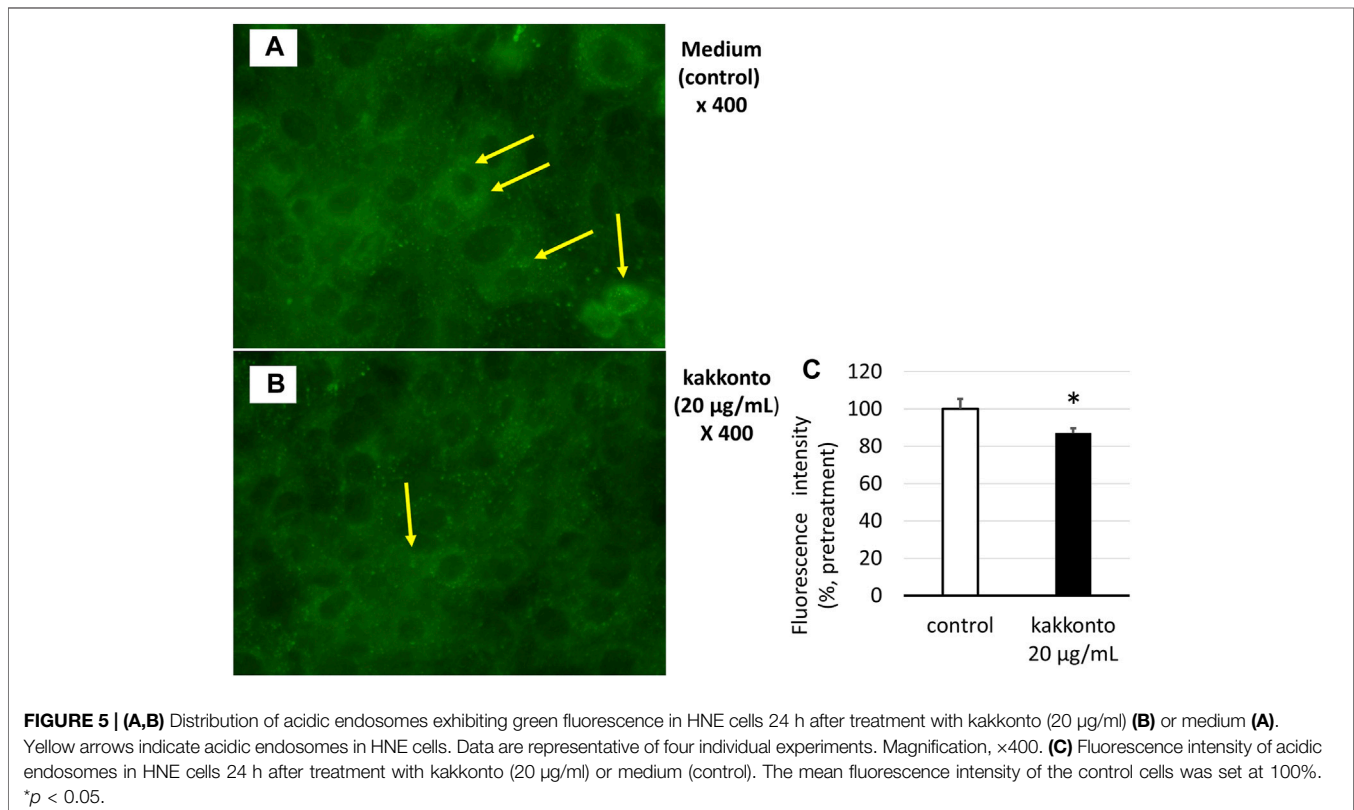 A
Medium
(control)
x 400
B
kakkonto
(20 µg/mL)
X 400
C
Fluorescence intensity
(%, pretreatment)
120
100
80
60
40
20
0
*
control
kakkonto
20 µg/mL
FIGURE 5 | (A,B) Distribution of acidic endosomes exhibiting green fluorescence in HNE cells 24 h after treatment with kakkonto (20 µg/ml) (B) or medium (A).
Yellow arrows indicate acidic endosomes in HNE cells. Data are representative of four individual experiments. Magnification, ×400. (C) Fluorescence intensity of acidic
endosomes in HNE cells 24 h after treatment with kakkonto (20 µg/ml) or medium (control). The mean fluorescence intensity of the control cells was set at 100%.
*p < 0.05.